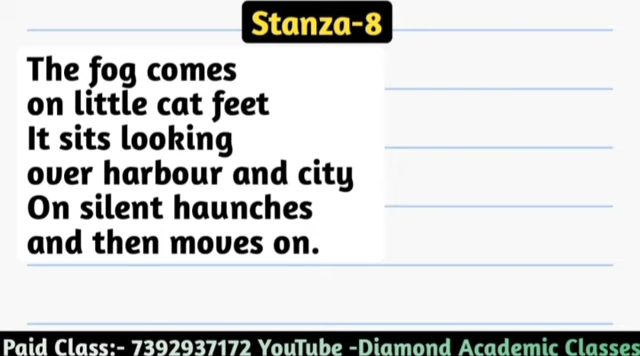 Stanza-8
The fog comes
on little cat feet
It sits looking
over harbour and city
On silent haunches
and then moves on.
Paid Class:- 7392937172 YouTube -Diamond Academic Classes